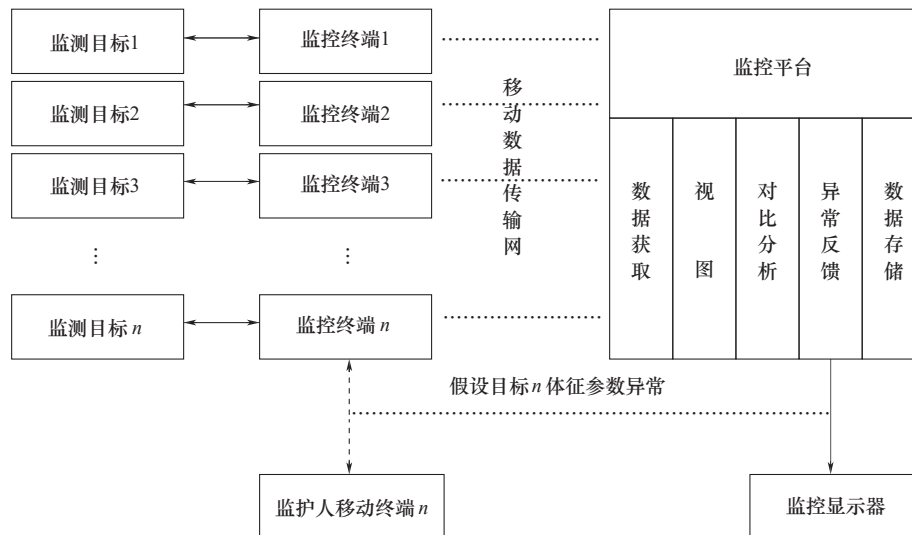 监测目标1
监控终端1
监控平台
监测目标2
监控终端2
监测目标3
监控终端3
⋮
⋮
监测目标 n
监控终端 n
移动数据传输网
数据获取
视图
对比分析
异常反馈
数据存储
假设目标 n 体征参数异常
监护人移动终端 n
监控显示器